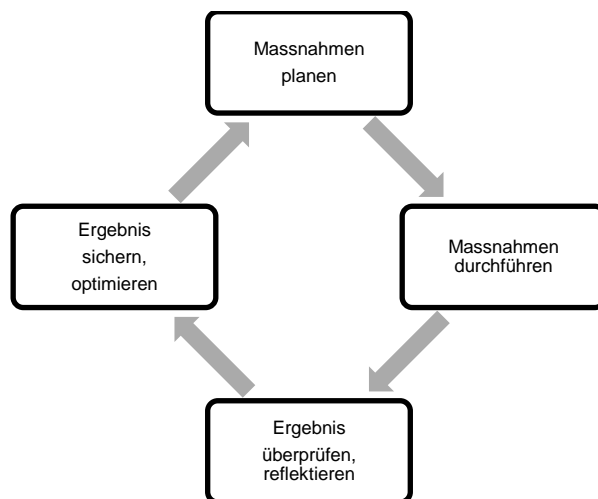 Massnahmen
planen
Massnahmen
durchführen
Ergebnis
überprüfen,
reflektieren
Ergebnis
sichern,
optimieren